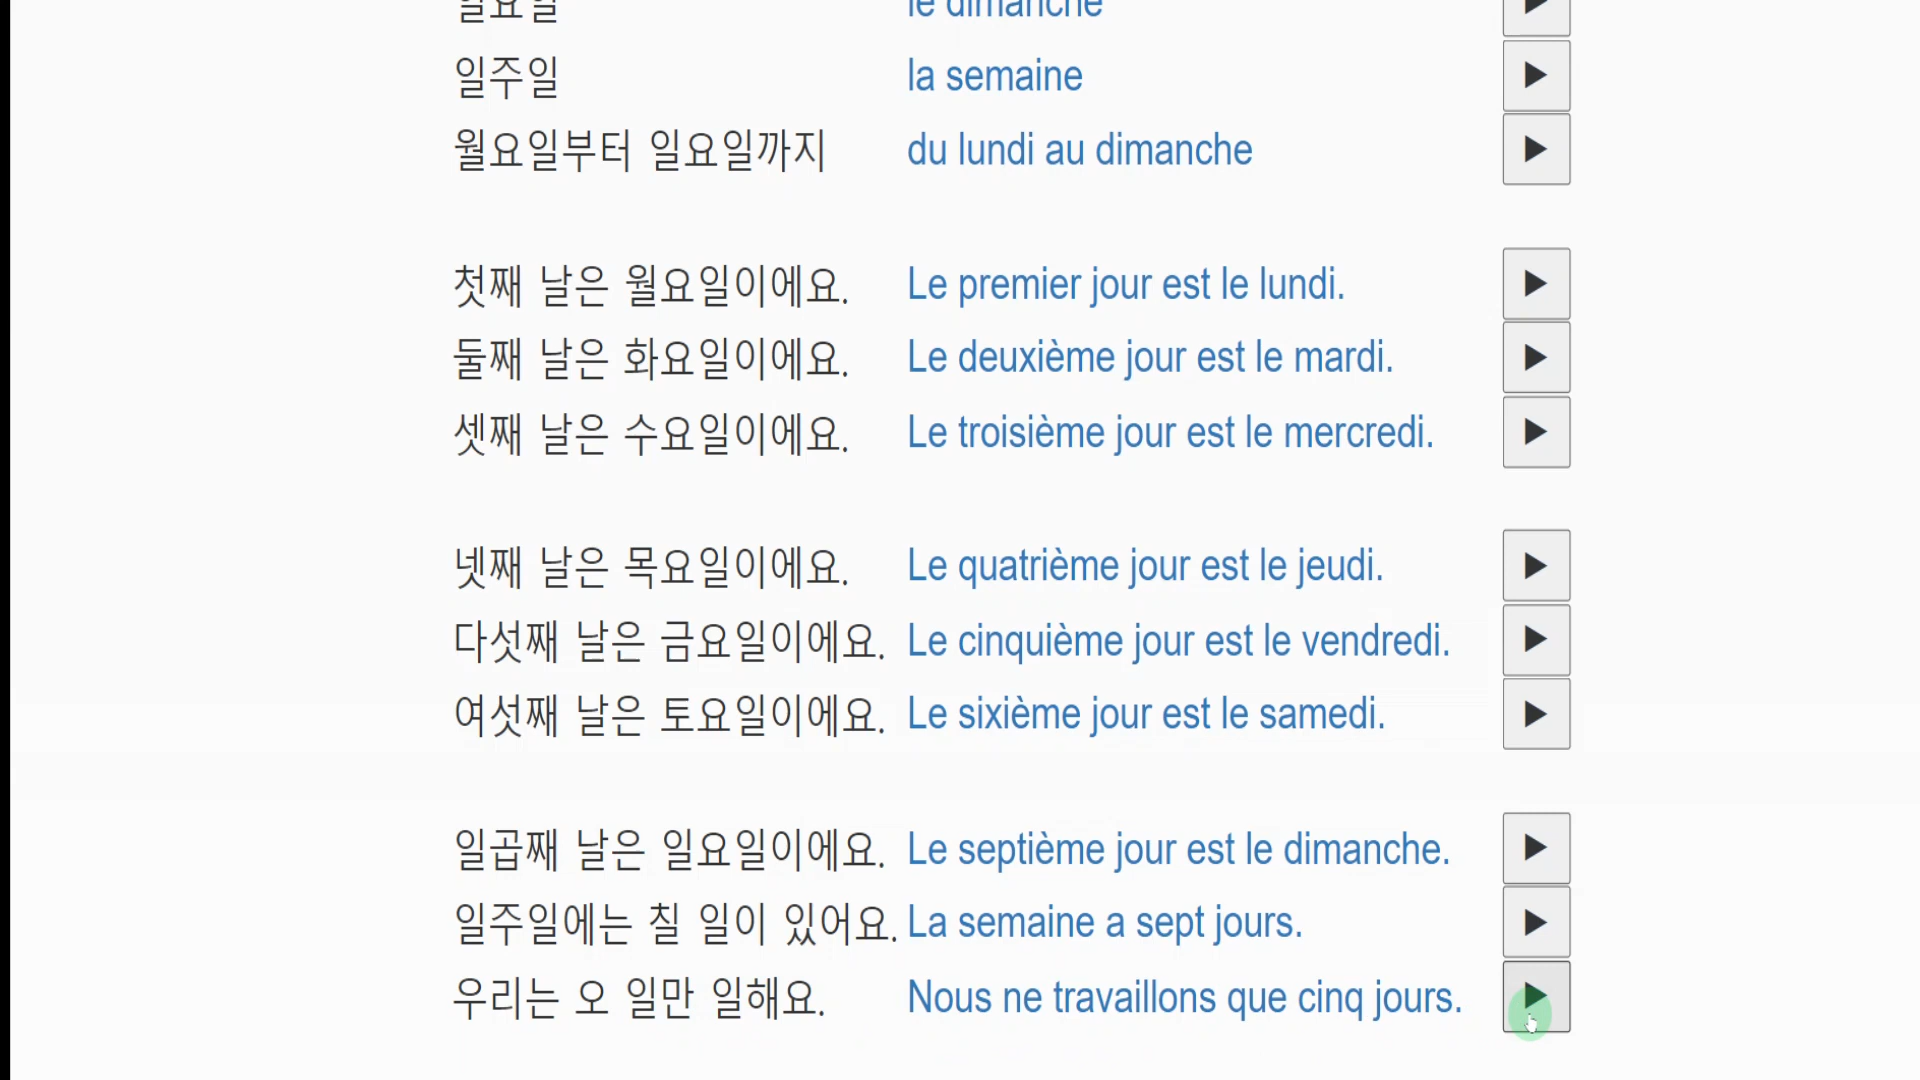 일요일 le dimanche
일주일 la semaine
월요일부터 일요일까지 du lundi au dimanche
첫째 날은 월요일이에요. Le premier jour est le lundi.
둘째 날은 화요일이에요. Le deuxième jour est le mardi.
셋째 날은 수요일이에요. Le troisième jour est le mercredi.
넷째 날은 목요일이에요. Le quatrième jour est le jeudi.
다섯째 날은 금요일이에요. Le cinquième jour est le vendredi.
여섯째 날은 토요일이에요. Le sixième jour est le samedi.
일곱째 날은 일요일이에요. Le septième jour est le dimanche.
일주일에는 칠 일이 있어요. La semaine a sept jours.
우리는 오 일만 일해요. Nous ne travaillons que cinq jours.